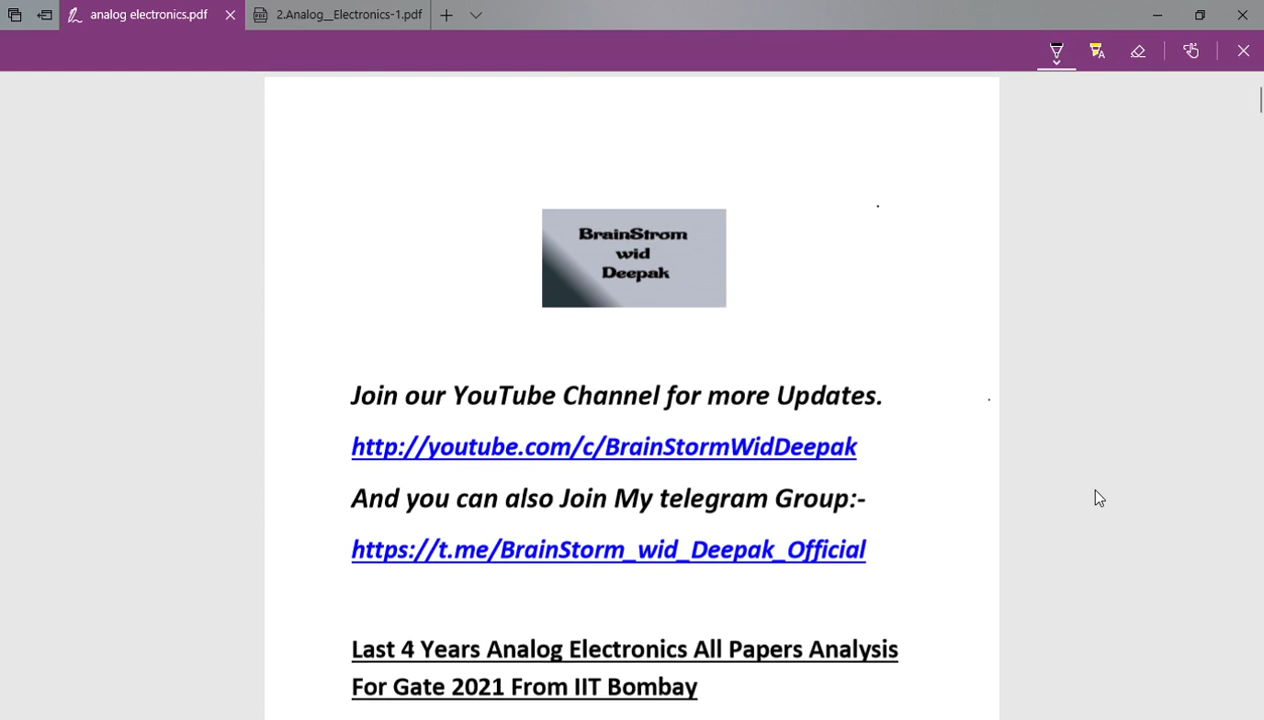 analog electronics.pdf
2.Analog__Electronics-1.pdf
BrainStrom
wid
Deepak
Join our YouTube Channel for more Updates.
http://youtube.com/c/BrainStormWidDeepak
And you can also Join My telegram Group:-
https://t.me/BrainStorm_wid_Deepak_Official
Last 4 Years Analog Electronics All Papers Analysis
For Gate 2021 From IIT Bombay